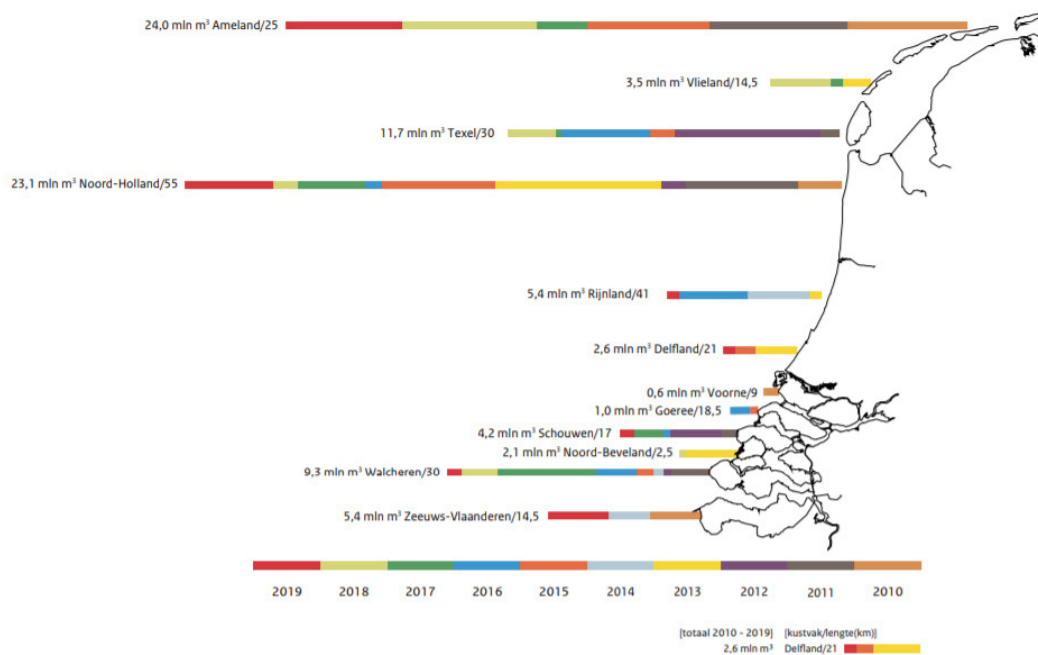 24,0 mln m³ Ameland/25
3,5 mln m³ Vlieland/14,5
11,7 mln m³ Texel/30
23,1 mln m³ Noord-Holland/55
5,4 mln m³ Rijnland/41
2,6 mln m³ Delfland/21
0,6 mln m³ Voorne/9
1,0 mln m³ Goeree/18,5
4,2 mln m³ Schouwen/17
2,1 mln m³ Noord-Beveland/2,5
9,3 mln m³ Walcheren/30
5,4 mln m³ Zeeuws-Vlaanderen/14,5
2019 2018 2017 2016 2015 2014 2013 2012 2011 2010
[totaal 2010 - 2019] [kustvak/lengte(km)]
2,6 mln m³ Delfland/21